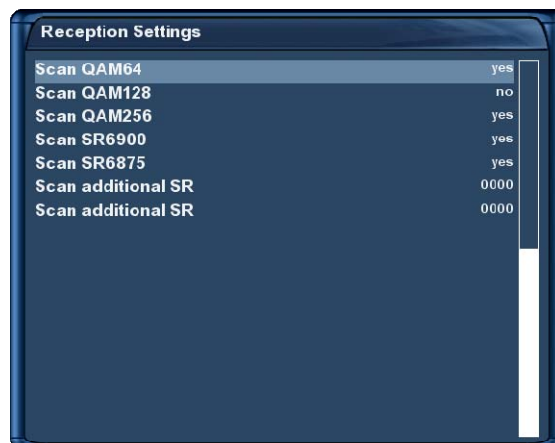 Reception Settings
Scan QAM64 yes
Scan QAM128 no
Scan QAM256 yes
Scan SR6900 yes
Scan SR6875 yes
Scan additional SR 0000
Scan additional SR 0000